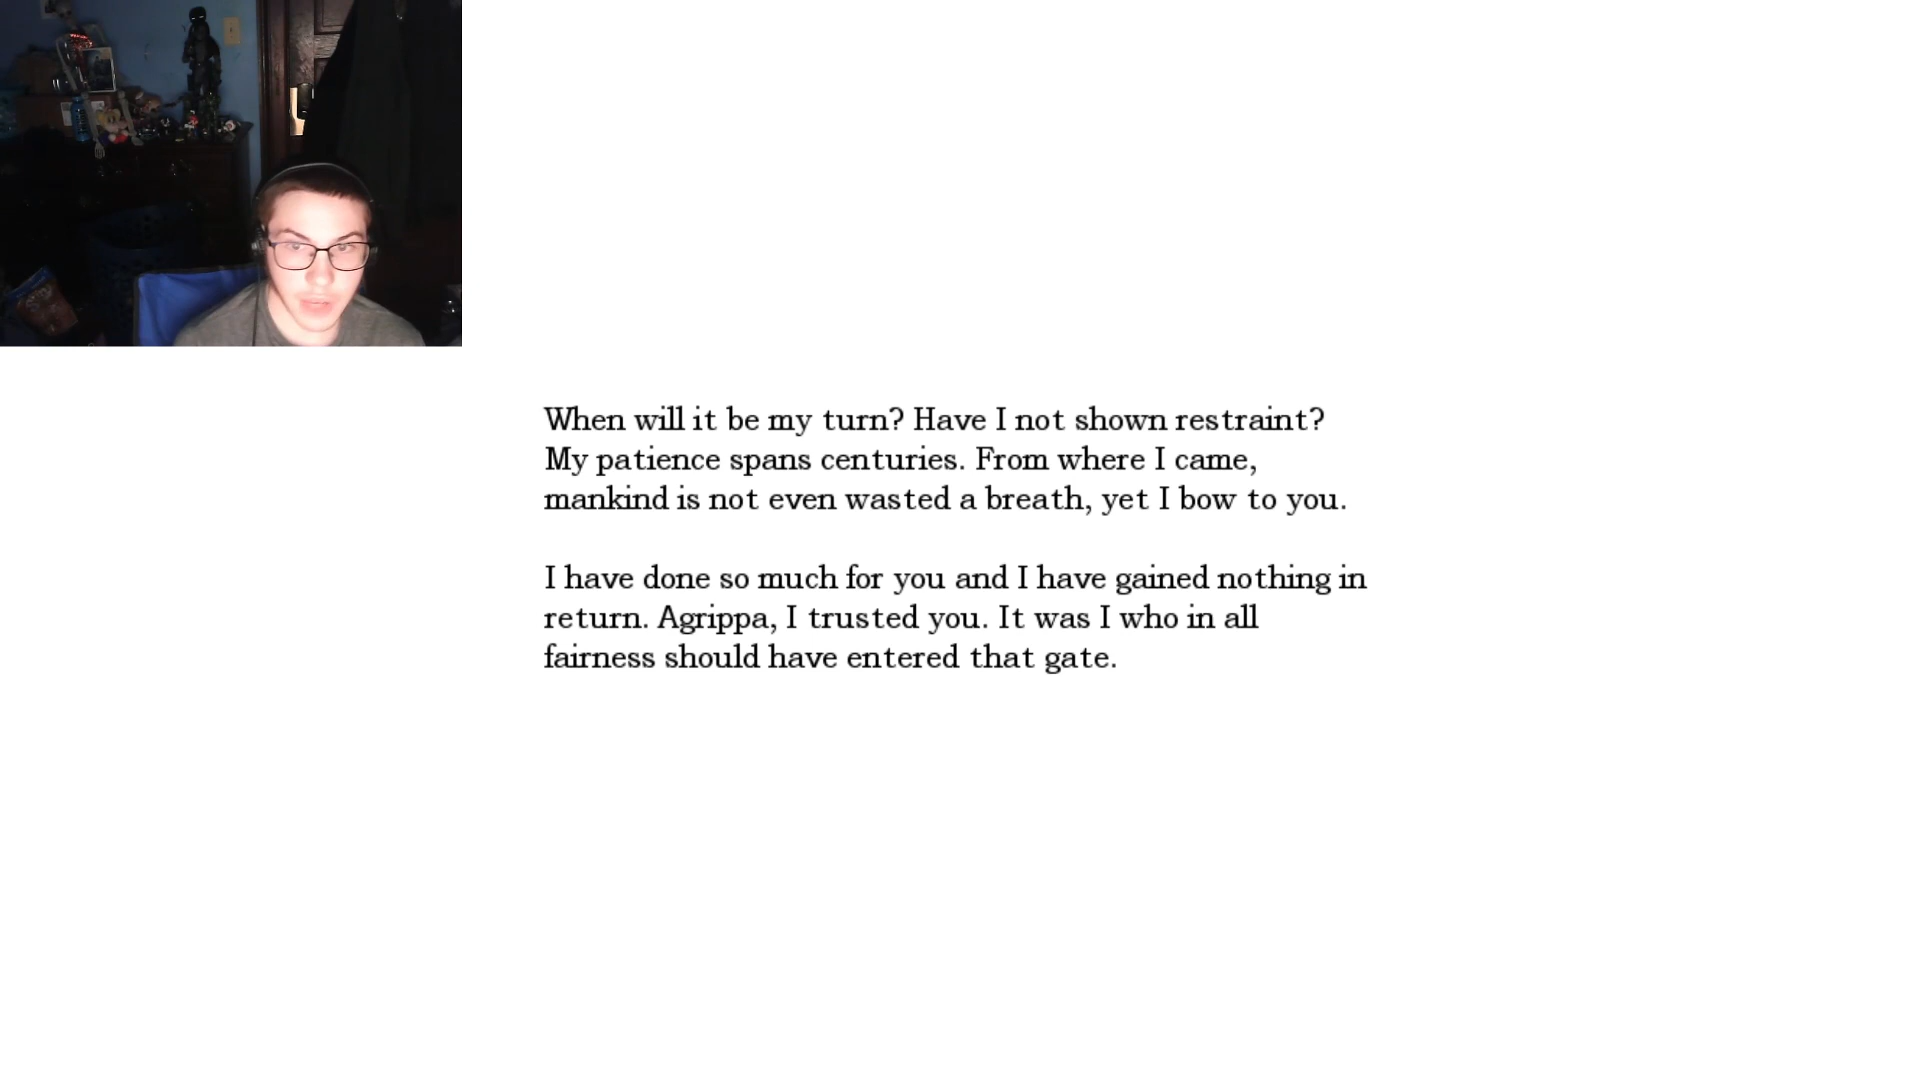 When will it be my turn? Have I not shown restraint?
My patience spans centuries. From where I came,
mankind is not even wasted a breath, yet I bow to you.
I have done so much for you and I have gained nothing in
return. Agrippa, I trusted you. It was I who in all
fairness should have entered that gate.